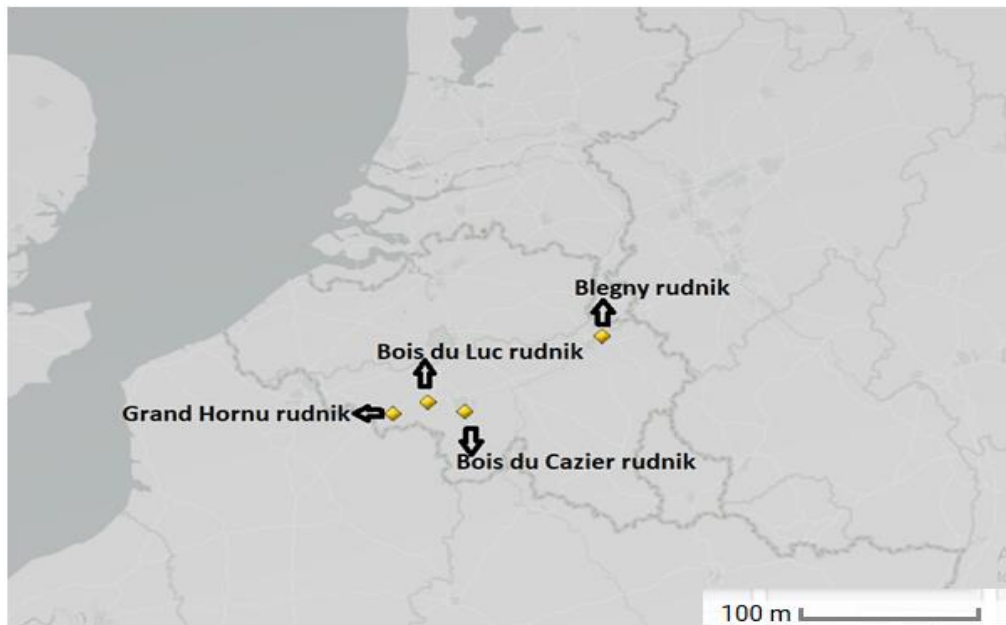 Blegny rudnik
Bois du Luc rudnik
Grand Hornu rudnik
Bois du Cazier rudnik
100 m